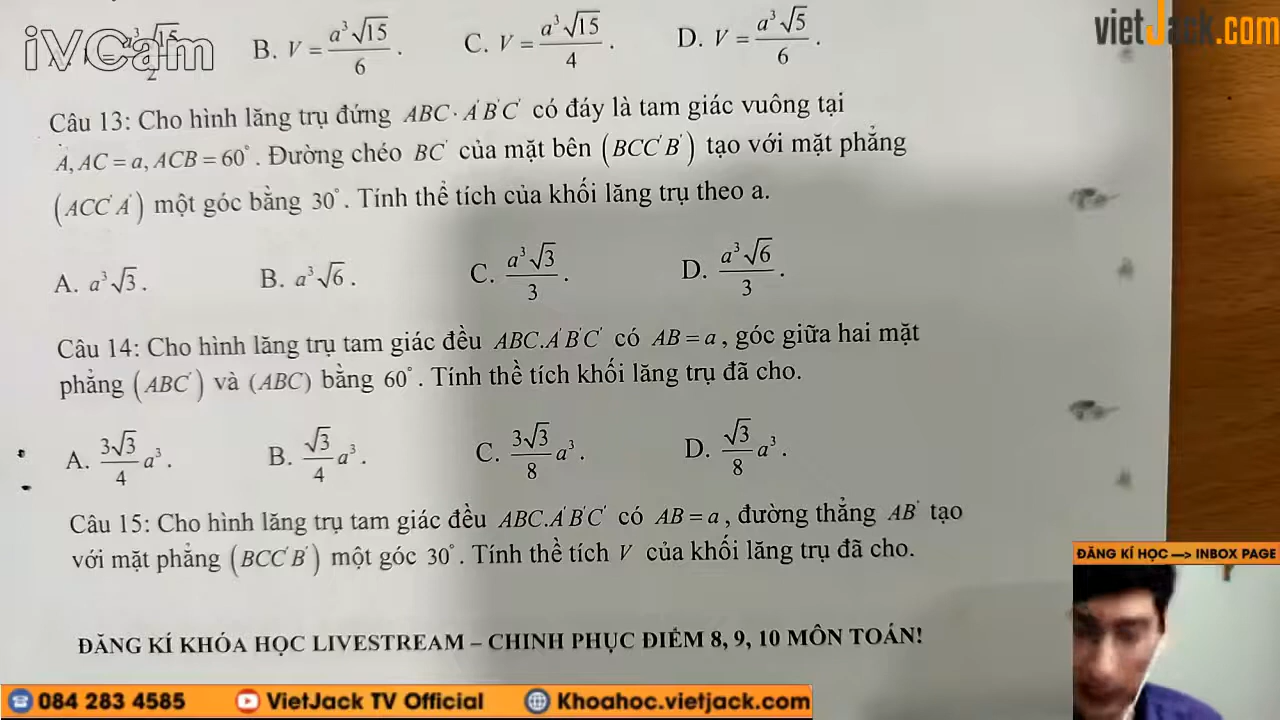 iVCam
vietJack.com
B. V = a³√15/6 . C. V = a³√15/4 . D. V = a³√5/6 .
Câu 13: Cho hình lăng trụ đứng ABC·A'B'C' có đáy là tam giác vuông tại
A, AC = a, ACB = 60°. Đường chéo BC' của mặt bên (BCC'B') tạo với mặt phẳng
(ACC'A') một góc bằng 30°. Tính thể tích của khối lăng trụ theo a.
A. a³√3 . B. a³√6 . C. a³√3/3 . D. a³√6/3 .
Câu 14: Cho hình lăng trụ tam giác đều ABC.A'B'C' có AB = a, góc giữa hai mặt
phẳng (ABC') và (ABC) bằng 60°. Tính thể tích khối lăng trụ đã cho.
A. 3√3/4 a³ . B. √3/4 a³ . C. 3√3/8 a³ . D. √3/8 a³ .
Câu 15: Cho hình lăng trụ tam giác đều ABC.A'B'C' có AB = a, đường thẳng AB' tạo
với mặt phẳng (BCC'B') một góc 30°. Tính thể tích V của khối lăng trụ đã cho.
ĐĂNG KÍ HỌC —> INBOX PAGE
ĐĂNG KÍ KHÓA HỌC LIVESTREAM – CHINH PHỤC ĐIỂM 8, 9, 10 MÔN TOÁN!
084 283 4585 VietJack TV Official Khoahoc.vietjack.com